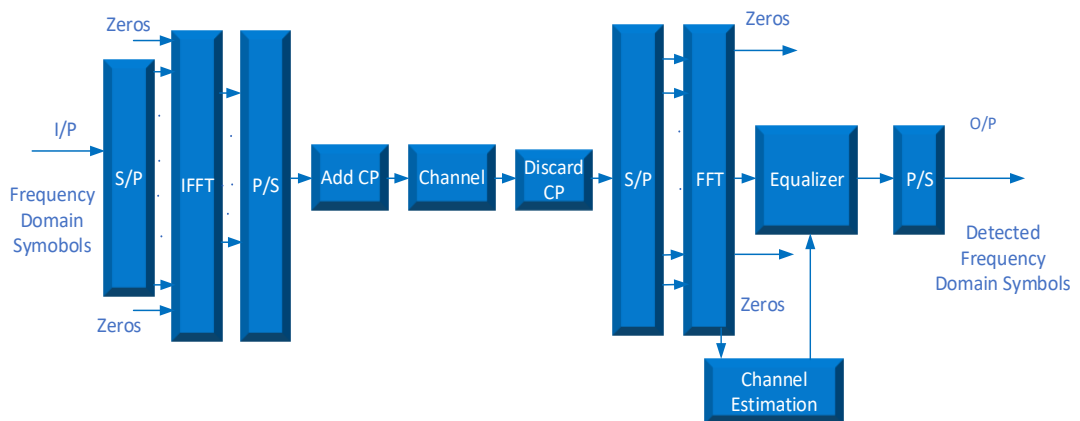 Zeros
I/P
Frequency
Domain
Symobols
Zeros
S/P
IFFT
P/S
Add CP
Channel
Discard
CP
S/P
FFT
Zeros
Zeros
Equalizer
Channel
Estimation
P/S
O/P
Detected
Frequency
Domain Symbols